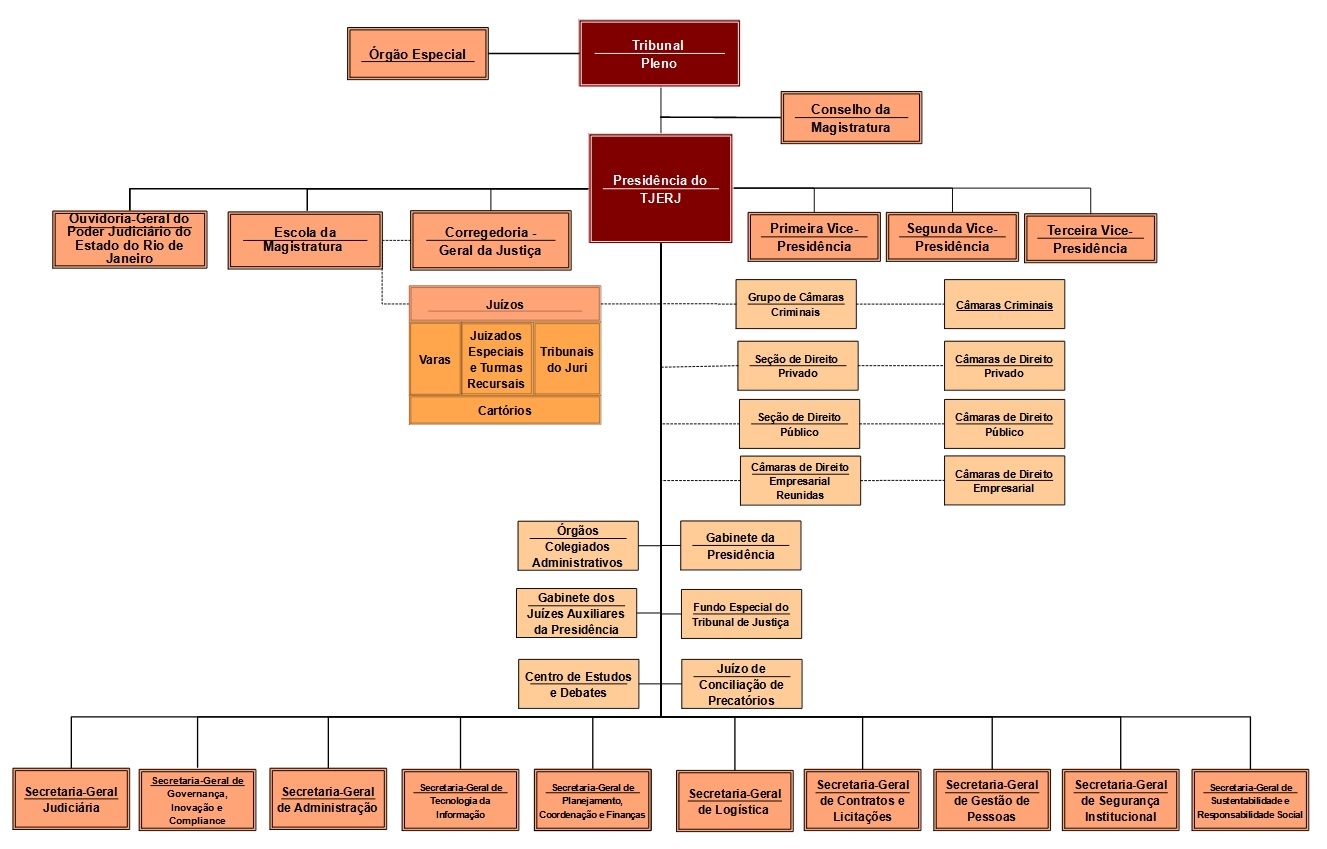 Órgão Especial
Tribunal
Pleno
Conselho da
Magistratura
Presidência do
TJERJ
Ouvidoria-Geral do
Poder Judiciário do
Estado do Rio de
Janeiro
Escola da
Magistratura
Corregedoria -
Geral da Justiça
Primeira Vice-
Presidência
Segunda Vice-
Presidência
Terceira Vice-
Presidência
Juízos
Varas
Juizados
Especiais
e Turmas
Recursais
Tribunais
do Juri
Cartórios
Grupo de Câmaras
Criminais
Câmaras Criminais
Seção de Direito
Privado
Câmaras de Direito
Privado
Seção de Direito
Público
Câmaras de Direito
Público
Câmaras de Direito
Empresarial
Reunidas
Câmaras de Direito
Empresarial
Órgãos
Colegiados
Administrativos
Gabinete da
Presidência
Gabinete dos
Juízes Auxiliares
da Presidência
Fundo Especial do
Tribunal de Justiça
Centro de Estudos
e Debates
Juízo de
Conciliação de
Precatórios
Secretaria-Geral
Judiciária
Secretaria-Geral de
Governança,
Inovação e
Compliance
Secretaria-Geral
de Administração
Secretaria-Geral de
Tecnologia da
Informação
Secretaria-Geral de
Planejamento,
Coordenação e Finanças
Secretaria-Geral
de Logística
Secretaria-Geral
de Contratos e
Licitações
Secretaria-Geral
de Gestão de
Pessoas
Secretaria-Geral
de Segurança
Institucional
Secretaria-Geral de
Sustentabilidade e
Responsabilidade Social